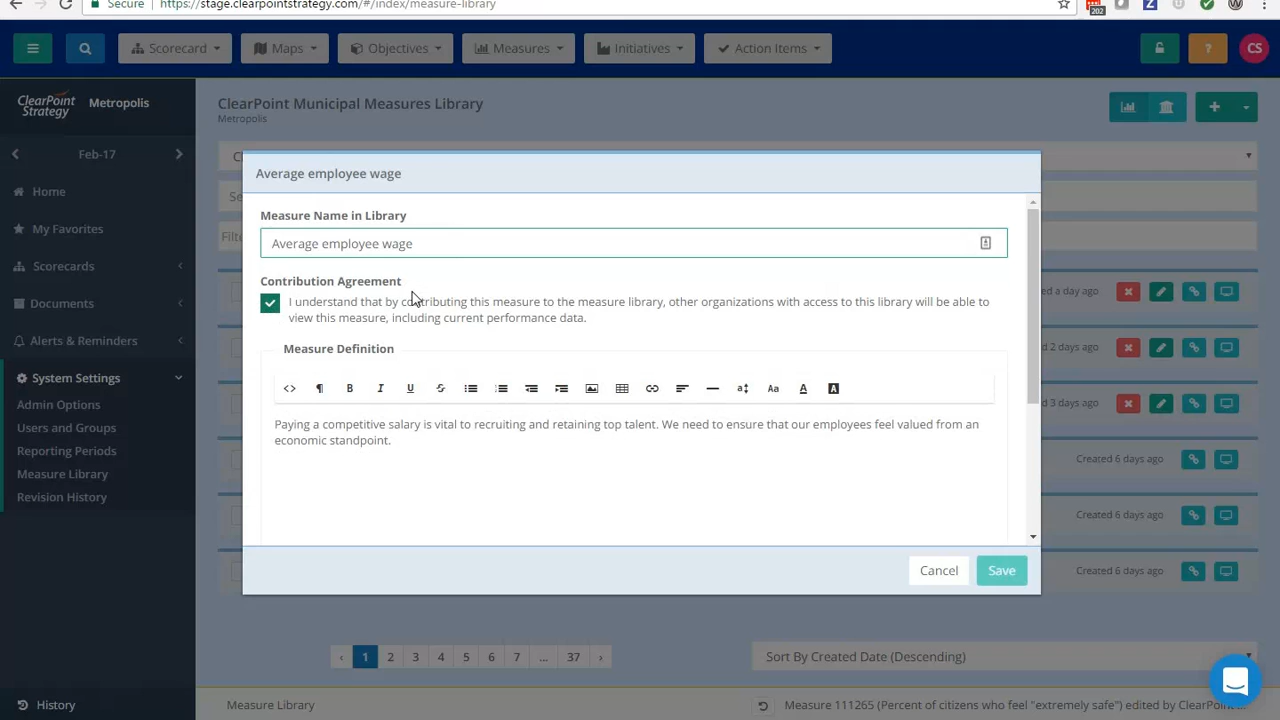 Secure
https://stage.clearpointstrategy.com/#/index/measure-library
202
Scorecard
Maps
Objectives
Measures
Initiatives
Action Items
?
CS
ClearPoint
Strategy
Metropolis
Feb-17
Home
My Favorites
Scorecards
Documents
Alerts & Reminders
System Settings
Admin Options
Users and Groups
Reporting Periods
Measure Library
Revision History
History
ClearPoint Municipal Measures Library
Metropolis
Average employee wage
Measure Name in Library
Average employee wage
Contribution Agreement
I understand that by contributing this measure to the measure library, other organizations with access to this library will be able to
view this measure, including current performance data.
Measure Definition
Paying a competitive salary is vital to recruiting and retaining top talent. We need to ensure that our employees feel valued from an
economic standpoint.
Cancel
Save
ed a day ago
d 2 days ago
d 3 days ago
Created 6 days ago
Created 6 days ago
Created 6 days ago
‹ 1 2 3 4 5 6 7 ... 37 ›
Sort By Created Date (Descending)
Measure Library
Measure 111265 (Percent of citizens who feel "extremely safe") edited by ClearPoint